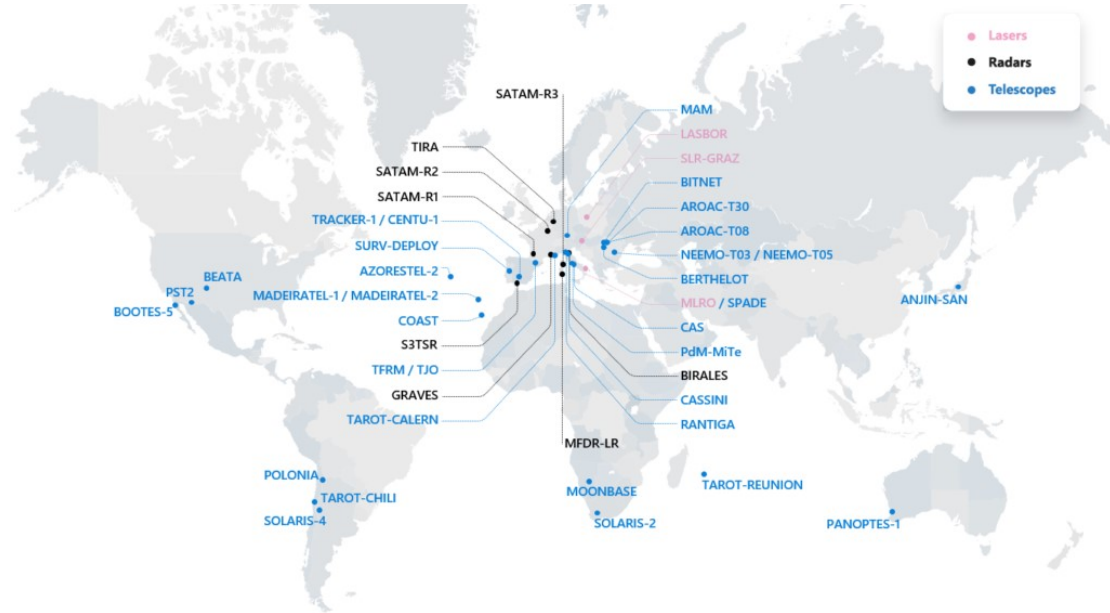 Lasers
Radars
Telescopes
SATAM-R3
TIRA
SATAM-R2
SATAM-R1
TRACKER-1 / CENTU-1
SURV-DEPLOY
AZORESTEL-2
MADEIRATEL-1 / MADEIRATEL-2
COAST
S3TSR
TFRM / TJO
GRAVES
TAROT-CALERN
MAM
LASBOR
SLR-GRAZ
BITNET
AROAC-T30
AROAC-T08
NEEMO-T03 / NEEMO-T05
BERTHELOT
MLRO / SPADE
CAS
PdM-MiTe
BIRALES
CASSINI
RANTIGA
MFDR-LR
BEATA
PST2
BOOTES-5
ANJIN-SAN
POLONIA
TAROT-CHILI
SOLARIS-4
MOONBASE
SOLARIS-2
TAROT-REUNION
PANOPTES-1